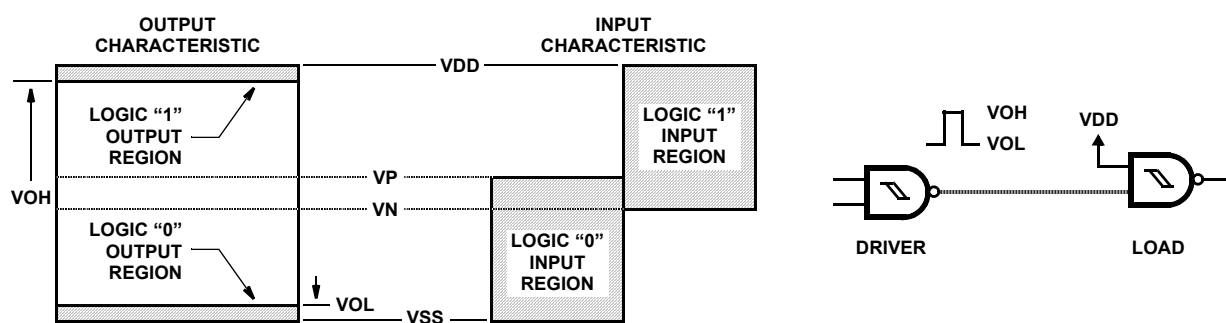 OUTPUT
CHARACTERISTIC
INPUT
CHARACTERISTIC
VDD
LOGIC “1”
OUTPUT
REGION
LOGIC “1”
INPUT
REGION
VOH
VP
VN
LOGIC “0”
OUTPUT
REGION
LOGIC “0”
INPUT
REGION
VOL
VSS
VOH
VOL
VDD
DRIVER
LOAD